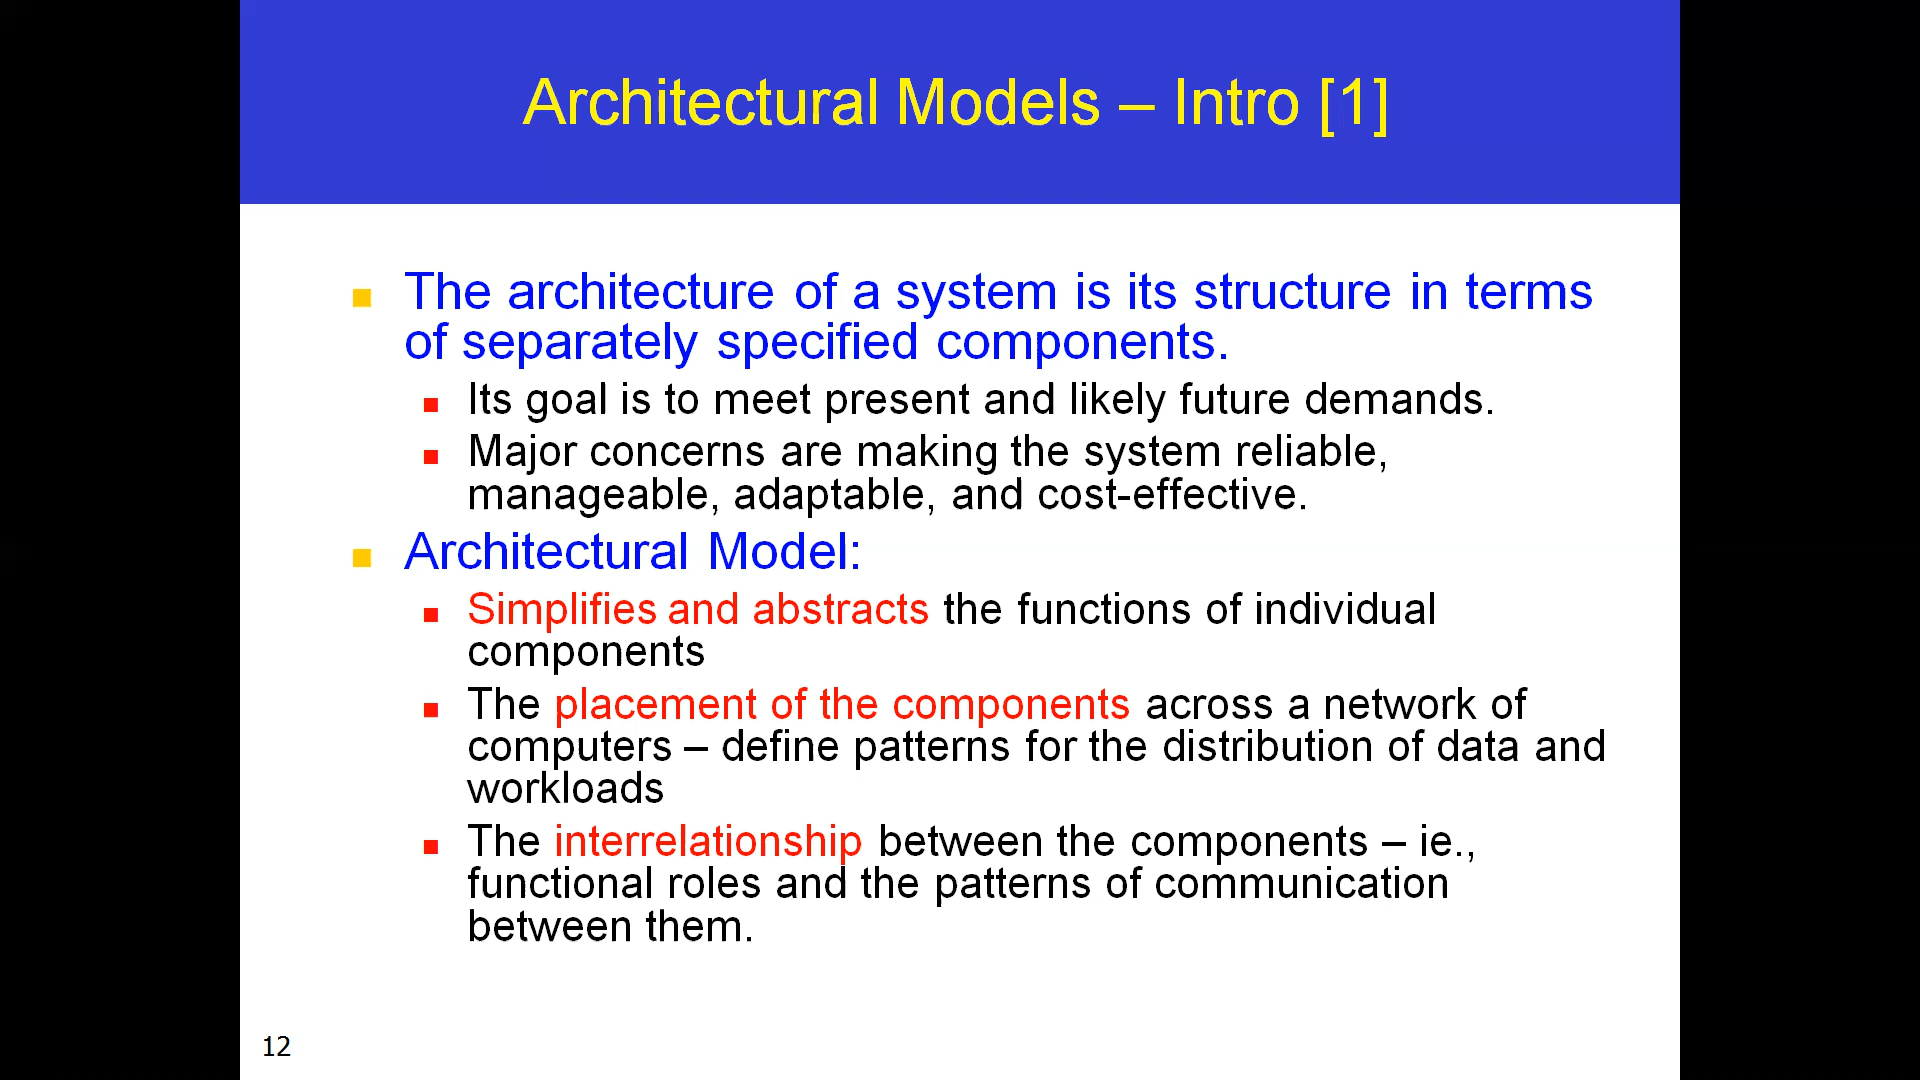 Architectural Models – Intro [1]
The architecture of a system is its structure in terms
of separately specified components.
Its goal is to meet present and likely future demands.
Major concerns are making the system reliable,
manageable, adaptable, and cost-effective.
Architectural Model:
Simplifies and abstracts the functions of individual
components
The placement of the components across a network of
computers – define patterns for the distribution of data and
workloads
The interrelationship between the components – ie.,
functional roles and the patterns of communication
between them.
12